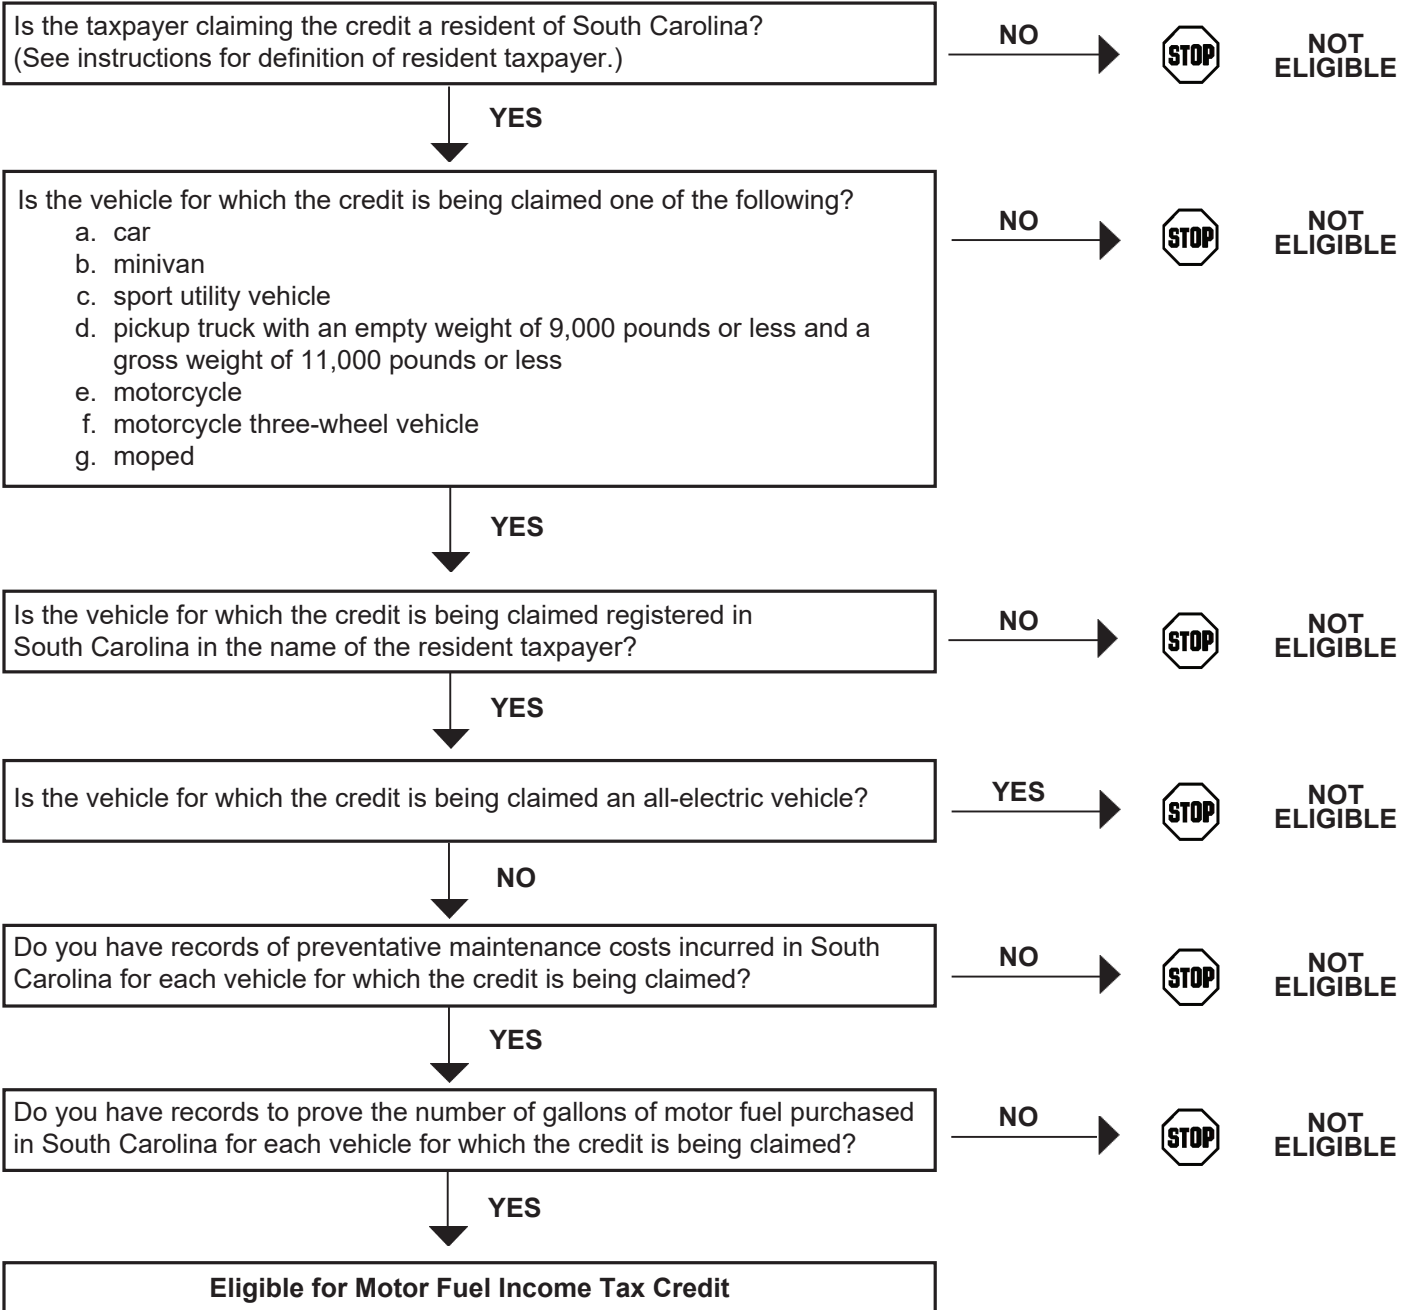 Is the taxpayer claiming the credit a resident of South Carolina?
(See instructions for definition of resident taxpayer.)
NO
STOP
NOT
ELIGIBLE
YES
Is the vehicle for which the credit is being claimed one of the following?
a. car
b. minivan
c. sport utility vehicle
d. pickup truck with an empty weight of 9,000 pounds or less and a
gross weight of 11,000 pounds or less
e. motorcycle
f. motorcycle three-wheel vehicle
g. moped
NO
STOP
NOT
ELIGIBLE
YES
Is the vehicle for which the credit is being claimed registered in
South Carolina in the name of the resident taxpayer?
NO
STOP
NOT
ELIGIBLE
YES
Is the vehicle for which the credit is being claimed an all-electric vehicle?
YES
STOP
NOT
ELIGIBLE
NO
Do you have records of preventative maintenance costs incurred in South
Carolina for each vehicle for which the credit is being claimed?
NO
STOP
NOT
ELIGIBLE
YES
Do you have records to prove the number of gallons of motor fuel purchased
in South Carolina for each vehicle for which the credit is being claimed?
NO
STOP
NOT
ELIGIBLE
YES
Eligible for Motor Fuel Income Tax Credit